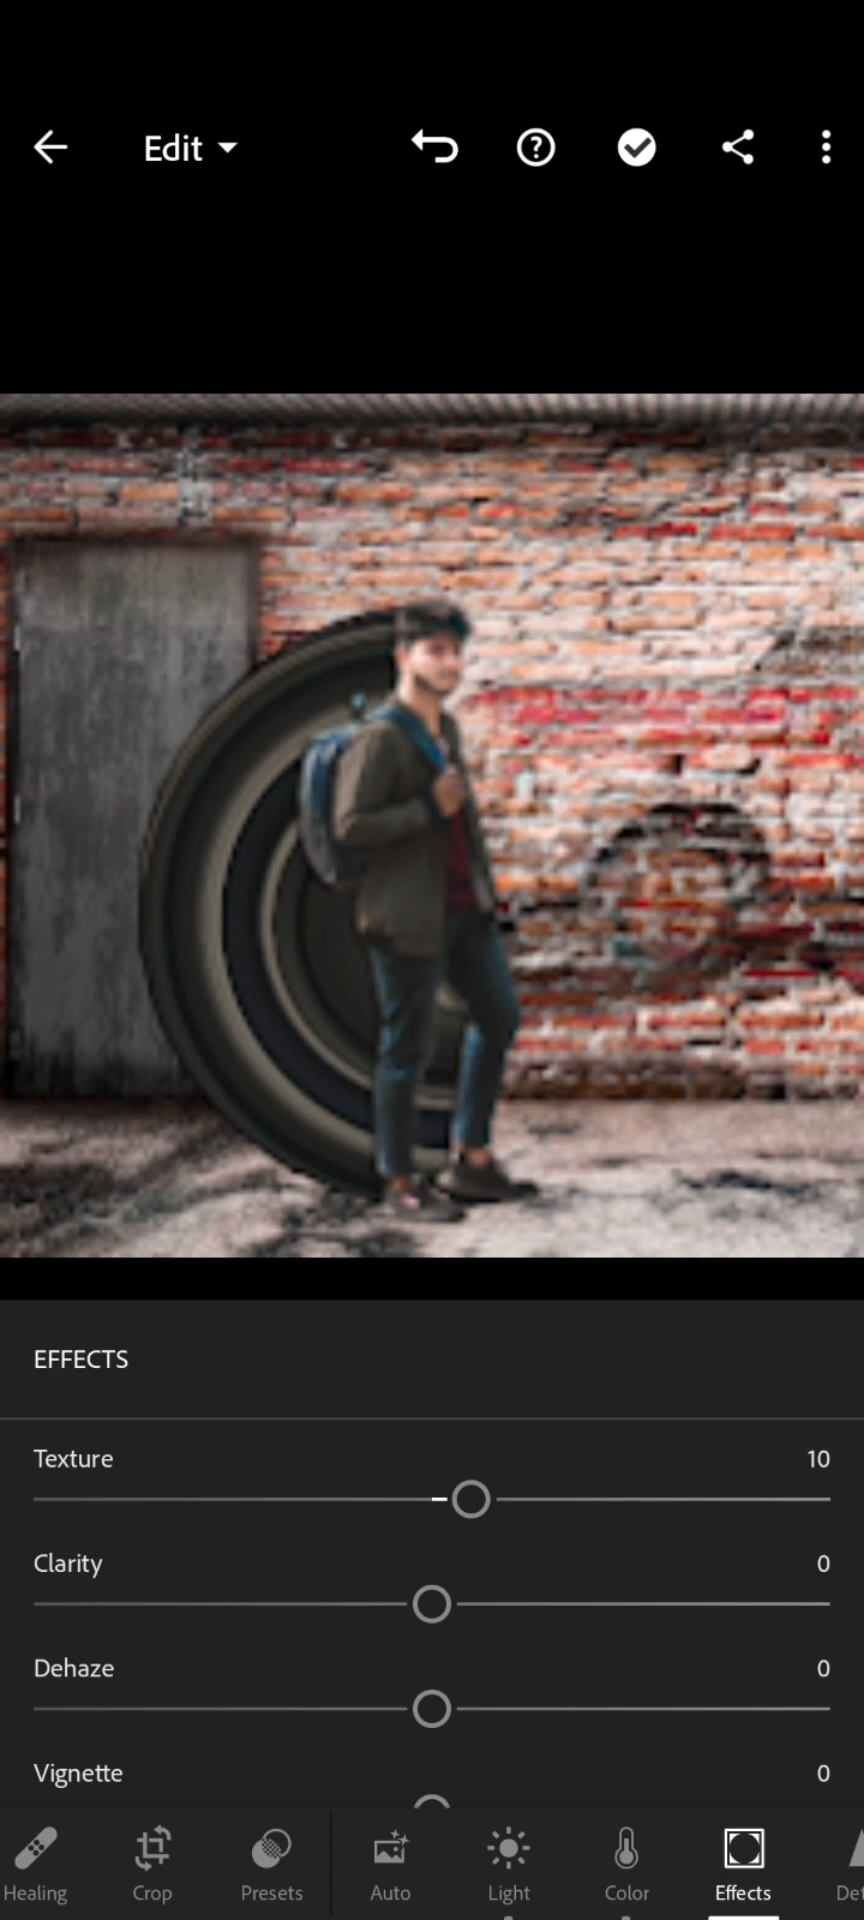 Edit
EFFECTS
Texture 10
Clarity 0
Dehaze 0
Vignette 0
Healing Crop Presets Auto Light Color Effects Det